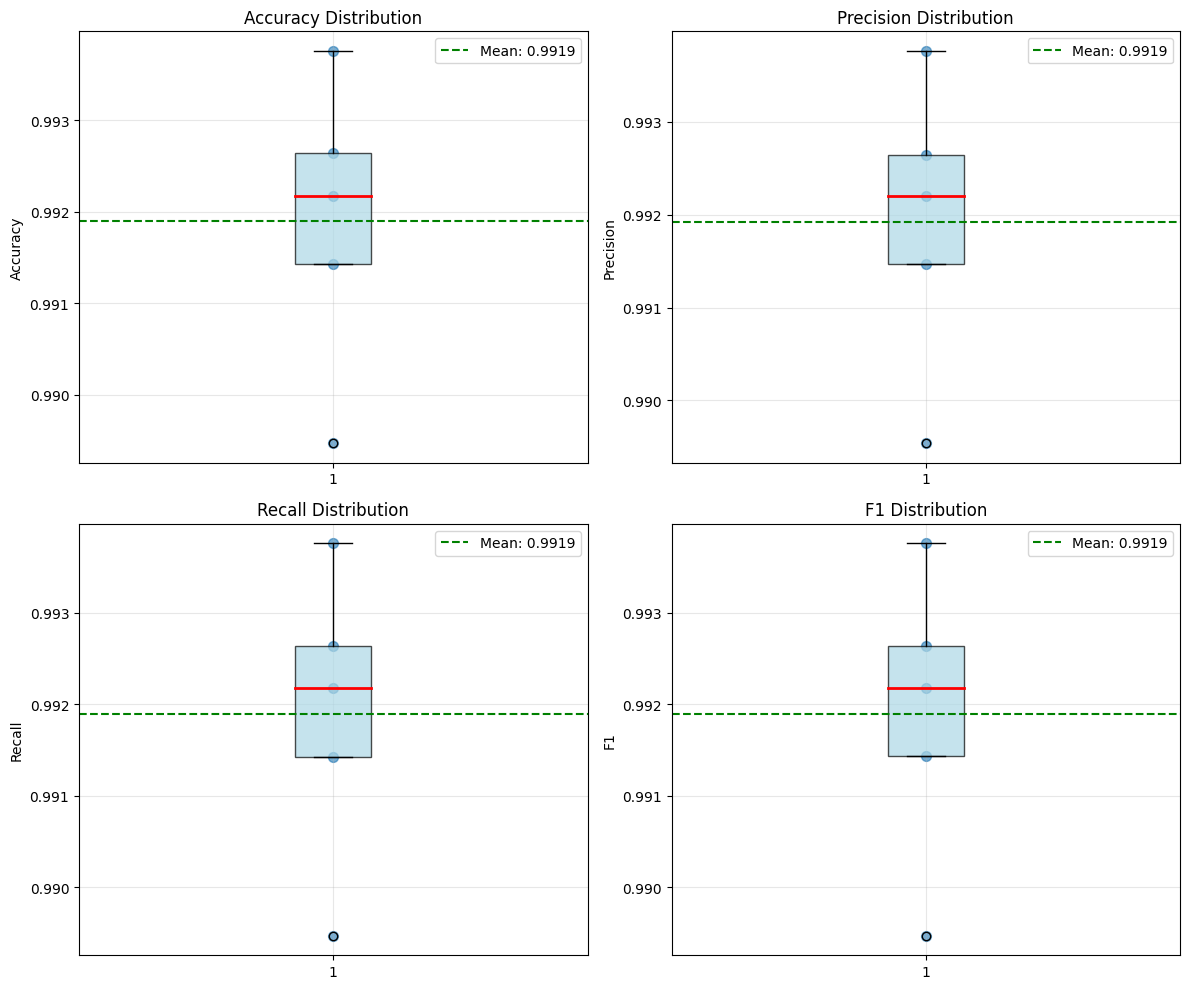 Accuracy Distribution
Mean: 0.9919
0.993
0.992
0.991
0.990
Accuracy
1
Precision Distribution
Mean: 0.9919
0.993
0.992
0.991
0.990
Precision
1
Recall Distribution
Mean: 0.9919
0.993
0.992
0.991
0.990
Recall
1
F1 Distribution
Mean: 0.9919
0.993
0.992
0.991
0.990
F1
1